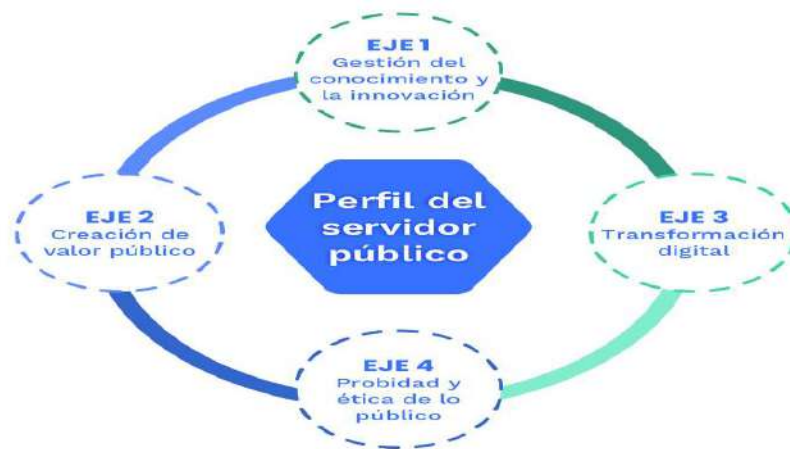 EJE 1
Gestión del
conocimiento y
la innovación
Perfil del
servidor
público
EJE 2
Creación de
valor público
EJE 3
Transformación
digital
EJE 4
Probidad y
ética de lo
público